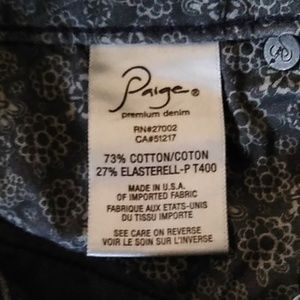 Paige®
premium denim
RN#27002
CA#51217
73% COTTON/COTON
27% ELASTERELL-P T400
MADE IN U.S.A.
OF IMPORTED FABRIC
FABRIQUE AUX ETATS-UNIS
DU TISSU IMPORTE
SEE CARE ON REVERSE
VOIR LE SOIN SUR L'INVERSE